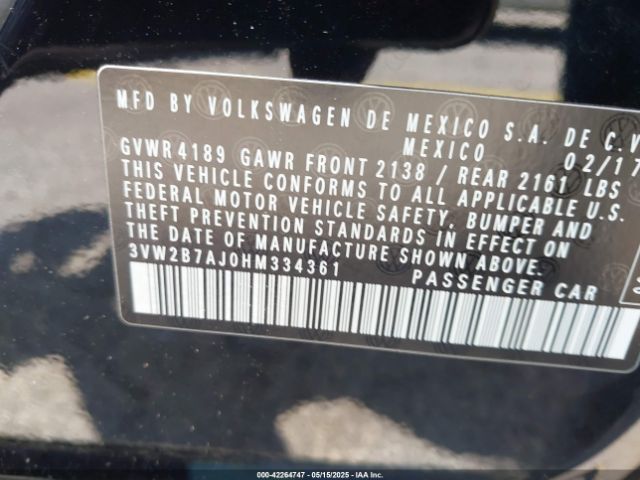 MFD BY VOLKSWAGEN DE MEXICO S.A. DE C.V
MEXICO 02/17
GVWR 4189 GAWR FRONT 2138 / REAR 2161 LBS
THIS VEHICLE CONFORMS TO ALL APPLICABLE U.S.
FEDERAL MOTOR VEHICLE SAFETY, BUMPER AND
THEFT PREVENTION STANDARDS IN EFFECT ON
THE DATE OF MANUFACTURE SHOWN ABOVE.
3VW2B7AJ0HM334361 PASSENGER CAR
000-42264747 - 05/15/2025 - IAA Inc.